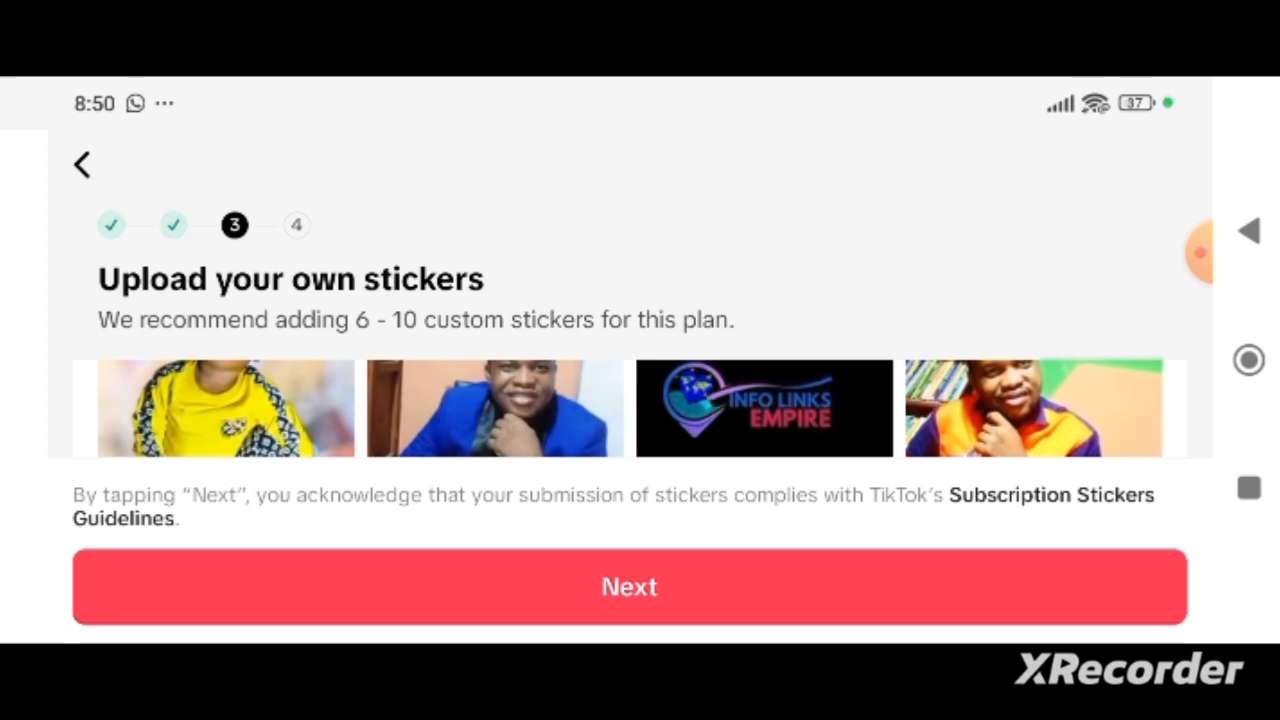 8:50
37
3
4
Upload your own stickers
We recommend adding 6 - 10 custom stickers for this plan.
INFO LINKS
EMPIRE
By tapping “Next”, you acknowledge that your submission of stickers complies with TikTok’s Subscription Stickers
Guidelines.
Next
XRecorder